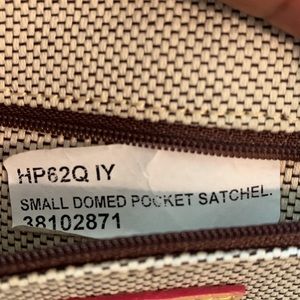 HP62Q IY
SMALL DOMED POCKET SATCHEL.
38102871